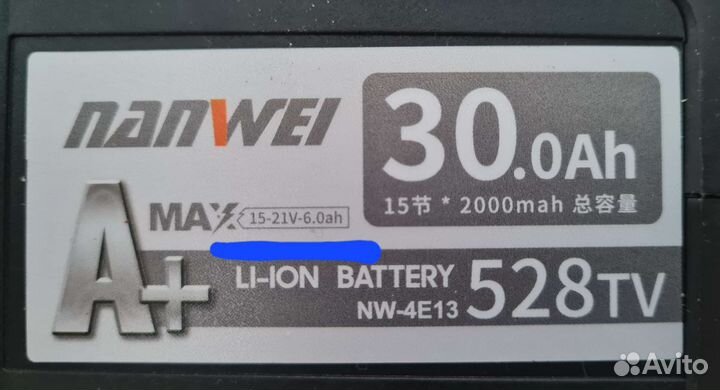 nanWEI
30.0Ah
15节 * 2000mah 总容量
A+
MAX 15-21V-6.0ah
LI-ION BATTERY
NW-4E13
528TV
Avito